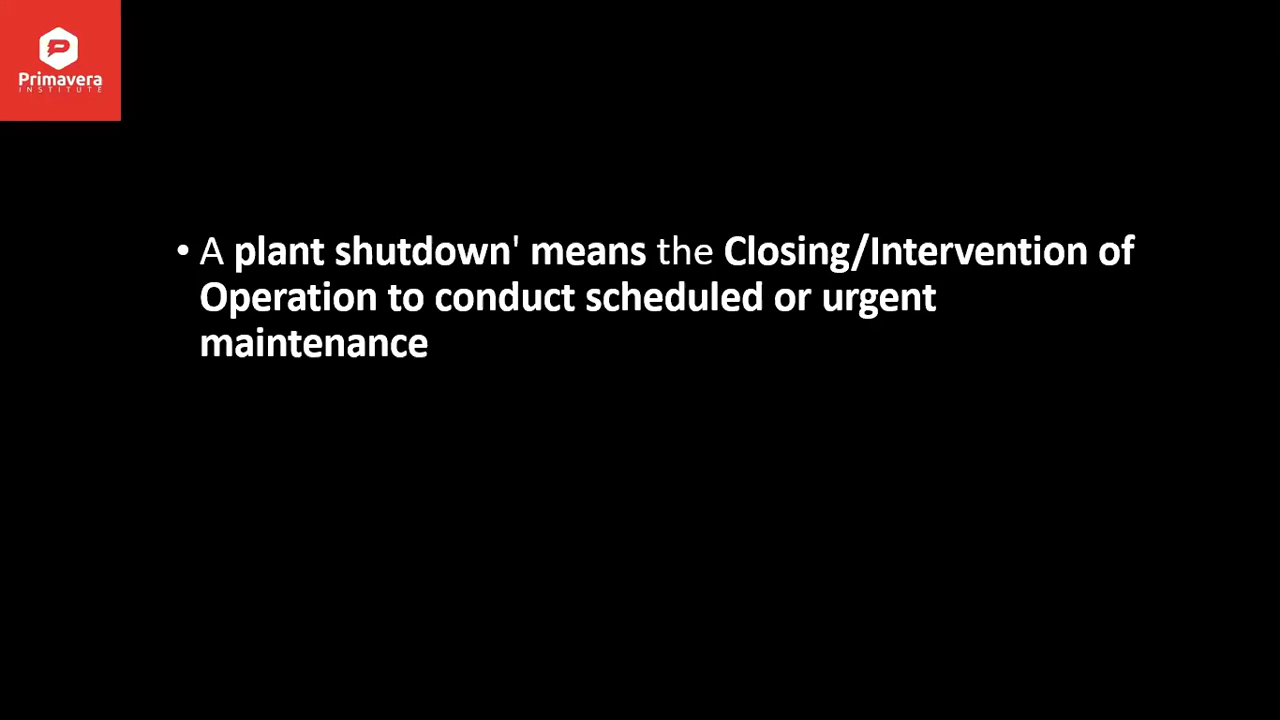 Primavera
INSTITUTE
• A plant shutdown' means the Closing/Intervention of
Operation to conduct scheduled or urgent
maintenance